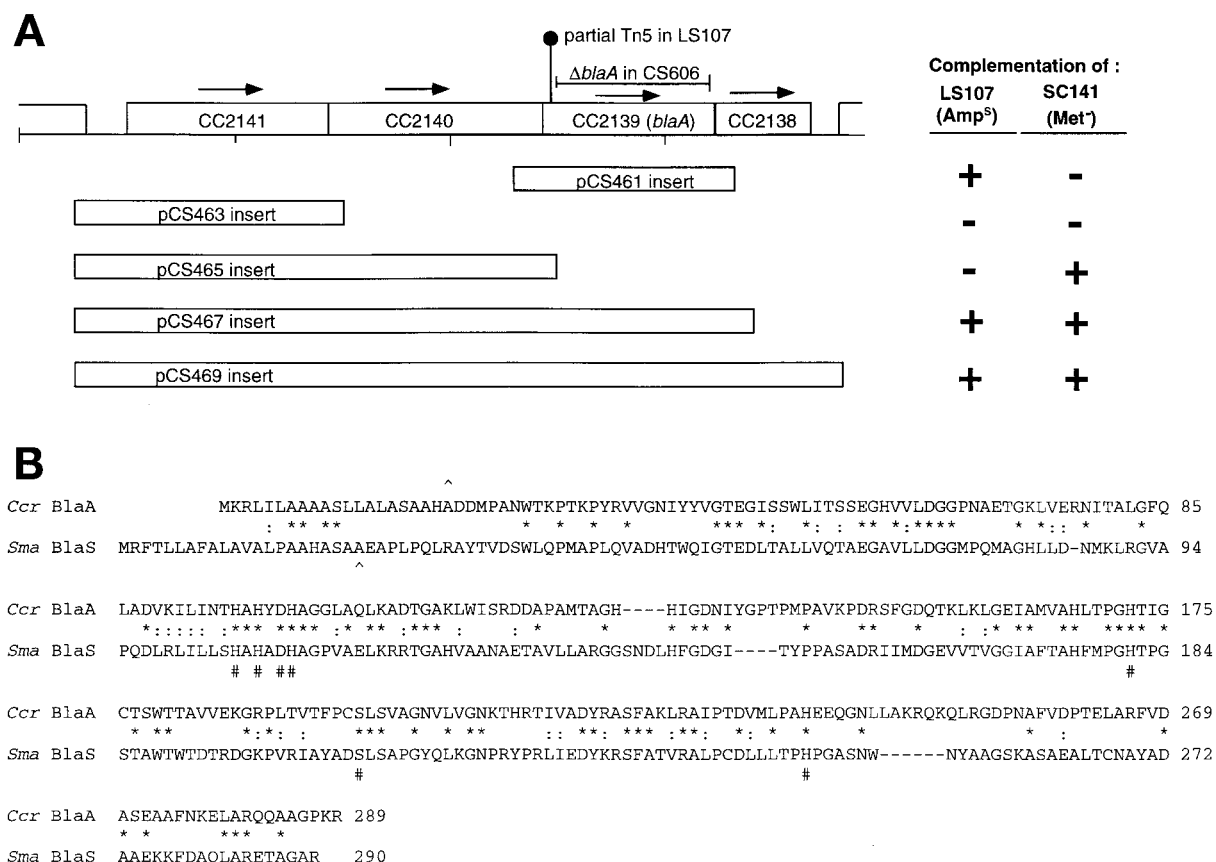 A
partial Tn5 in LS107
ΔblaA in CS606
Complementation of :
LS107 SC141
(AmpS) (Met-)
CC2141 CC2140 CC2139 (blaA) CC2138
pCS461 insert + -
pCS463 insert - -
pCS465 insert - +
pCS467 insert + +
pCS469 insert + +
B
^
Ccr BlaA MKRLILAAAASLLALASAAHADDMPANWTKPTKPYRVVGNIYYVGTEGISSWLITSSEGHVVLDGGPNAETGKLVERNITALGFQ 85
: ** ** * * * * *** *: : : ** *:**** * *:: * *
Sma BlaS MRFTLLAFALAVALPAAHASAAEAPLPQLRAYTVDSWLQPMAPLQVADHTWQIGTEDLTALLVQTAEGAVLLDGGMPQMAGHLLD-NMKLRGVA 94
^
Ccr BlaA LADVKILINTHAHYDHAGGLAQLKADTGAKLWISRDDAPAMTAGH----HIGDNIYGPTPMPAVKPDRSFGDQTKLKLGEIAMVAHLTPGHTIG 175
*::::: :*** **** :* ** :*** : : * * *** * * ** * : : ** ** ** **** *
Sma BlaS PQDLRLILLSHAHADHAGPVAELKRRTGAHVAANAETAVLLARGGSNDLHFGDGI----TYPPASADRIIMDGEVVTVGGIAFTAHFMPGHTPG 184
# # ## #
Ccr BlaA CTSWTTAVVEKGRPLTVTFPCSLSVAGNVLVGNKTHRTIVADYRASFAKLRAIPTDVMLPAHEEQGNLLAKRQKQLRGDPNAFVDPTELARFVD 269
* ** *:*: : *** * * ** :: **:*** *:*: *: * * * * : *
Sma BlaS STAWTWTDTRDGKPVRIAYADSLSAPGYQLKGNPRYPRLIEDYKRSFATVRALPCDLLLTPHPGASNW------NYAAGSKASAEALTCNAYAD 272
# #
Ccr BlaA ASEAAFNKELARQQAAGPKR 289
* * *** *
Sma BlaS AAEKKFDAQLARETAGAR 290